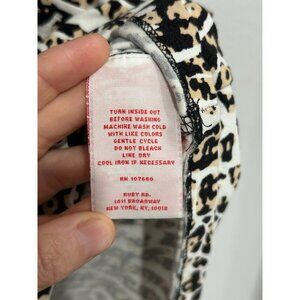 TURN INSIDE OUT
BEFORE WASHING
MACHINE WASH COLD
WITH LIKE COLORS
GENTLE CYCLE
DO NOT BLEACH
LINE DRY
COOL IRON IF NECESSARY
RN 107660
RUBY RD.
1411 BROADWAY
NEW YORK, NY, 10018